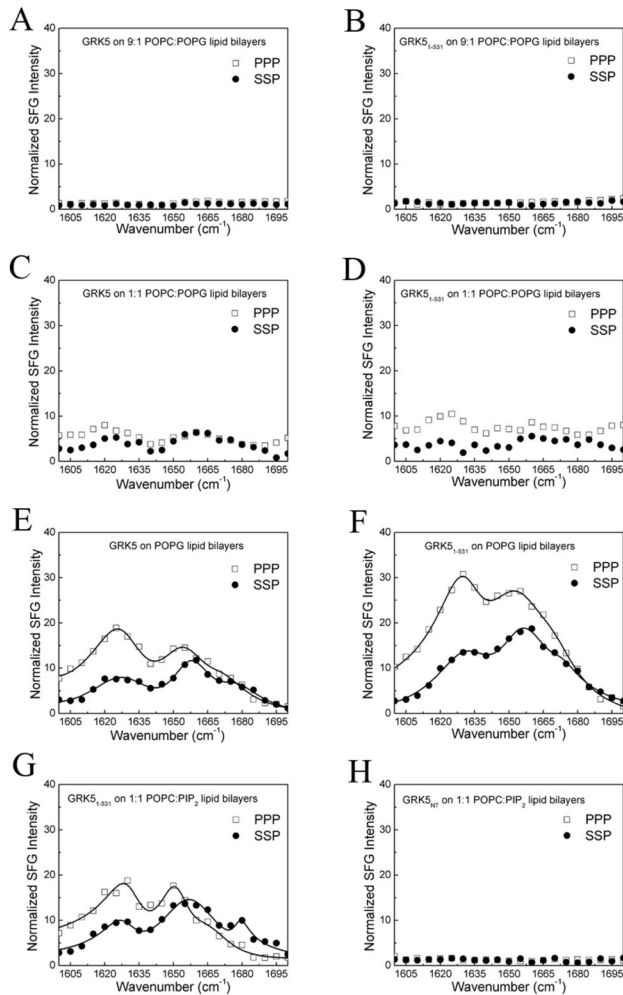 A
GRK5 on 9:1 POPC:POPG lipid bilayers
PPP
SSP
Normalized SFG Intensity
40
30
20
10
0
1605 1620 1635 1650 1665 1680 1695
Wavenumber (cm⁻¹)
B
GRK5₁₋₅₃₁ on 9:1 POPC:POPG lipid bilayers
PPP
SSP
Normalized SFG Intensity
40
30
20
10
0
1605 1620 1635 1650 1665 1680 1695
Wavenumber (cm⁻¹)
C
GRK5 on 1:1 POPC:POPG lipid bilayers
PPP
SSP
Normalized SFG Intensity
40
30
20
10
0
1605 1620 1635 1650 1665 1680 1695
Wavenumber (cm⁻¹)
D
GRK5₁₋₅₃₁ on 1:1 POPC:POPG lipid bilayers
PPP
SSP
Normalized SFG Intensity
40
30
20
10
0
1605 1620 1635 1650 1665 1680 1695
Wavenumber (cm⁻¹)
E
GRK5 on POPG lipid bilayers
PPP
SSP
Normalized SFG Intensity
40
30
20
10
0
1605 1620 1635 1650 1665 1680 1695
Wavenumber (cm⁻¹)
F
GRK5₁₋₅₃₁ on POPG lipid bilayers
PPP
SSP
Normalized SFG Intensity
40
30
20
10
0
1605 1620 1635 1650 1665 1680 1695
Wavenumber (cm⁻¹)
G
GRK5₁₋₅₃₁ on 1:1 POPC:PIP₂ lipid bilayers
PPP
SSP
Normalized SFG Intensity
40
30
20
10
0
1605 1620 1635 1650 1665 1680 1695
Wavenumber (cm⁻¹)
H
GRK5NT on 1:1 POPC:PIP₂ lipid bilayers
PPP
SSP
Normalized SFG Intensity
40
30
20
10
0
1605 1620 1635 1650 1665 1680 1695
Wavenumber (cm⁻¹)